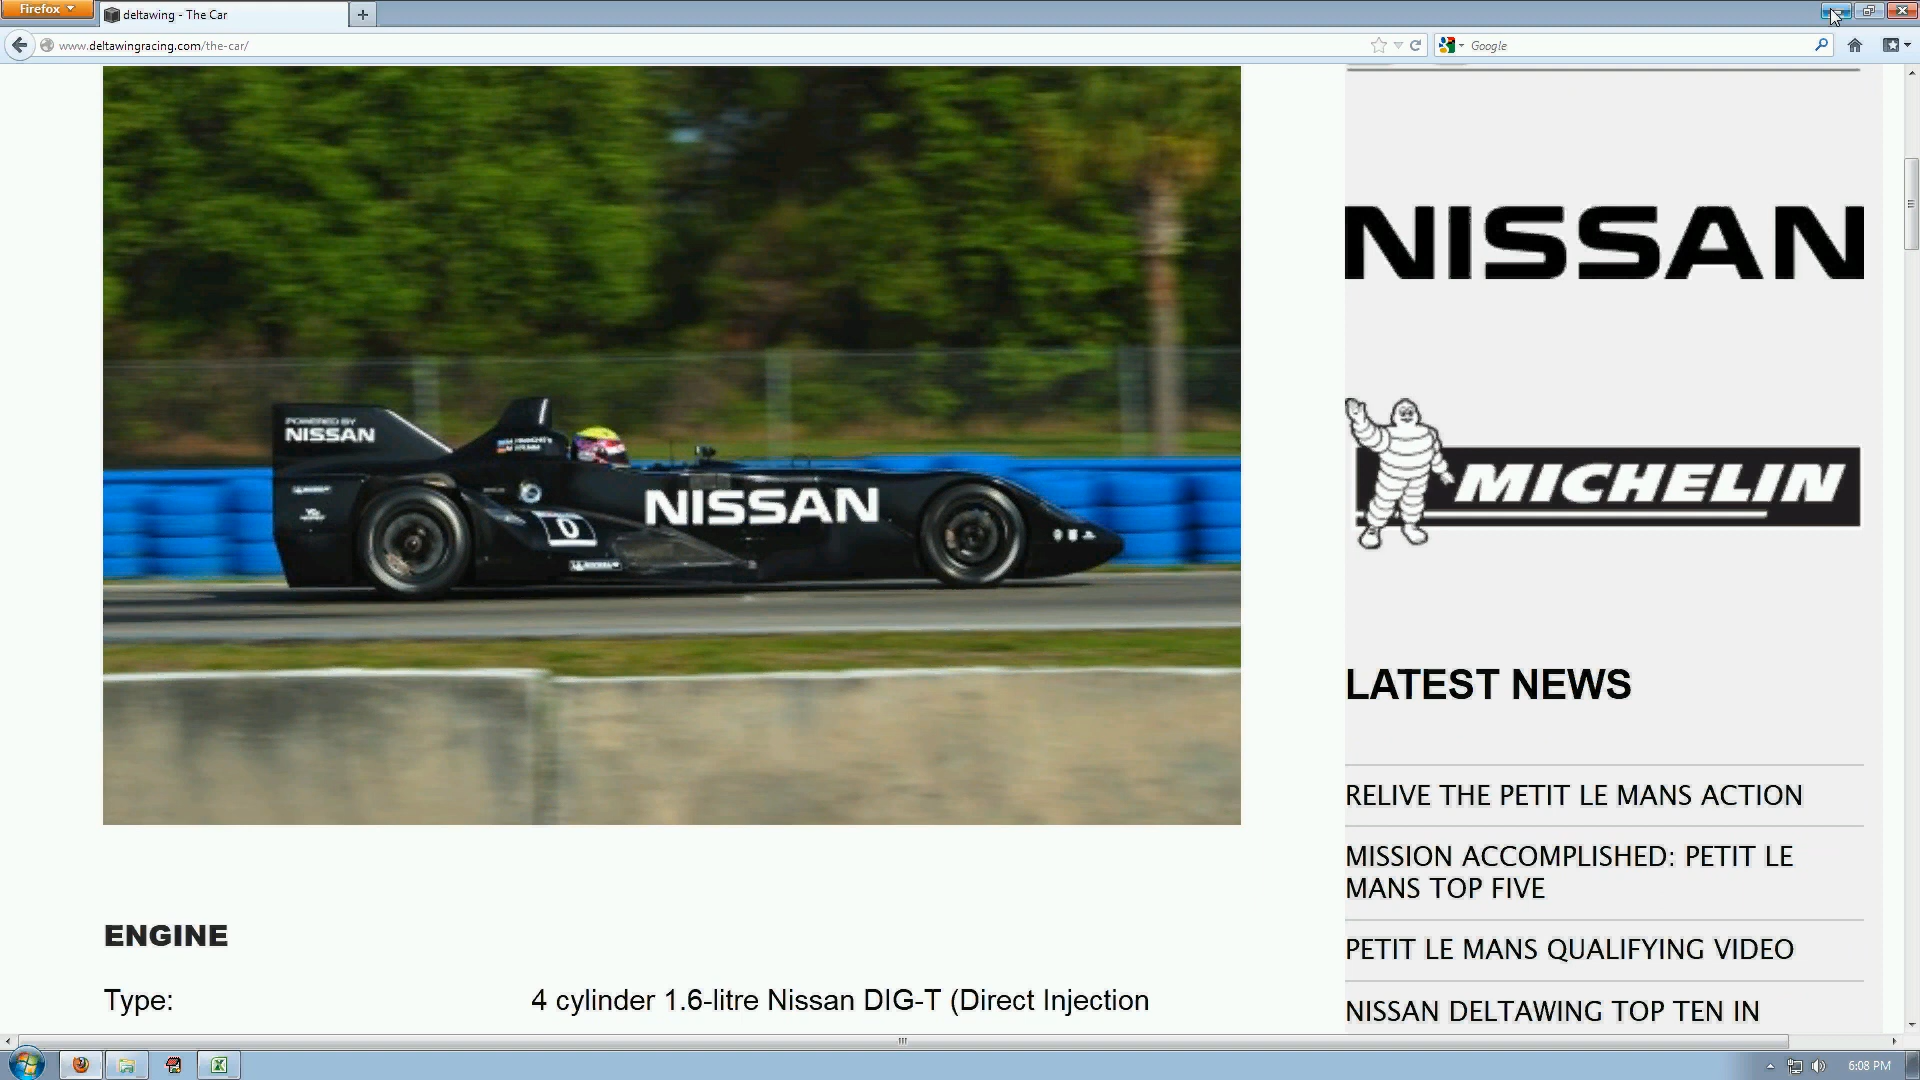 Firefox
deltawing - The Car
www.deltawingracing.com/the-car/
Google
POWERED BY
NISSAN
NISSAN
0
NISSAN
MICHELIN
LATEST NEWS
RELIVE THE PETIT LE MANS ACTION
MISSION ACCOMPLISHED: PETIT LE
MANS TOP FIVE
PETIT LE MANS QUALIFYING VIDEO
NISSAN DELTAWING TOP TEN IN
ENGINE
Type:
4 cylinder 1.6-litre Nissan DIG-T (Direct Injection
6:08 PM